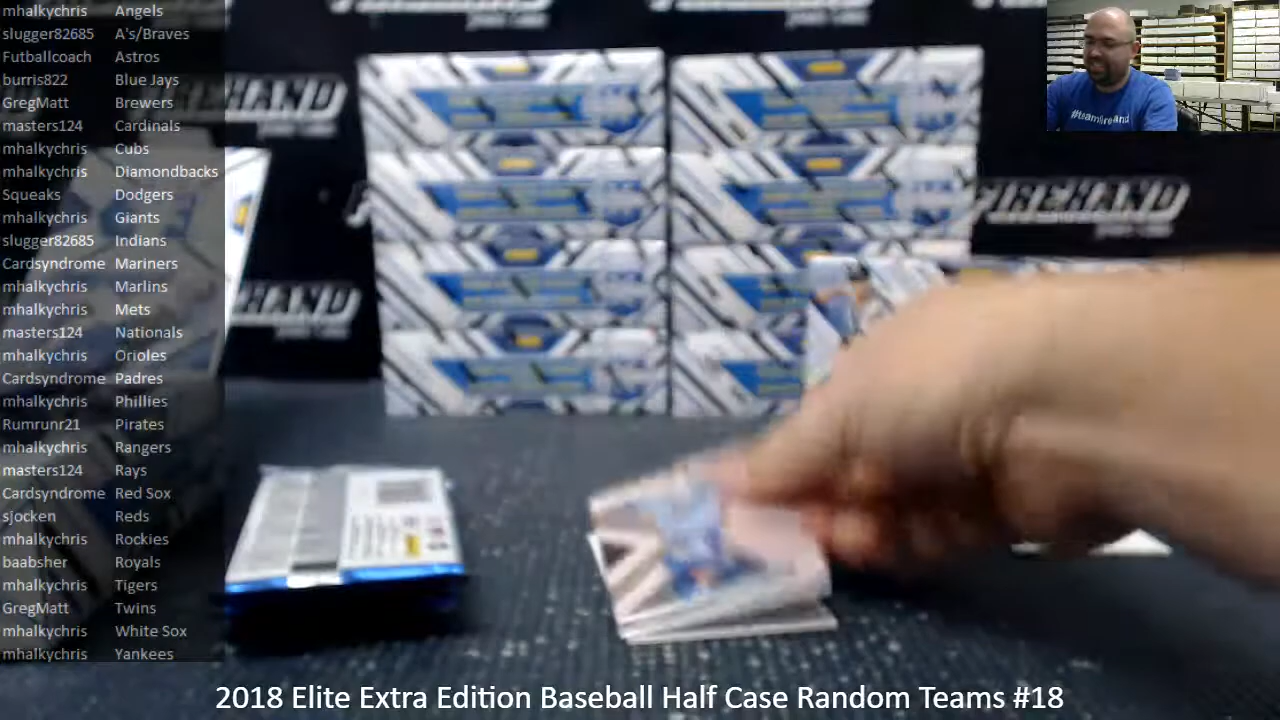 mhalkychris Angels
slugger82685 A's/Braves
Futballcoach Astros
burris822 Blue Jays
GregMatt Brewers
masters124 Cardinals
mhalkychris Cubs
mhalkychris Diamondbacks
Squeaks Dodgers
mhalkychris Giants
slugger82685 Indians
Cardsyndrome Mariners
mhalkychris Marlins
mhalkychris Mets
masters124 Nationals
mhalkychris Orioles
Cardsyndrome Padres
mhalkychris Phillies
Rumrunr21 Pirates
mhalkychris Rangers
masters124 Rays
Cardsyndrome Red Sox
sjocken Reds
mhalkychris Rockies
baabsher Royals
mhalkychris Tigers
GregMatt Twins
mhalkychris White Sox
mhalkychris Yankees
FIREHAND
#teamfirehand
2018 Elite Extra Edition Baseball Half Case Random Teams #18